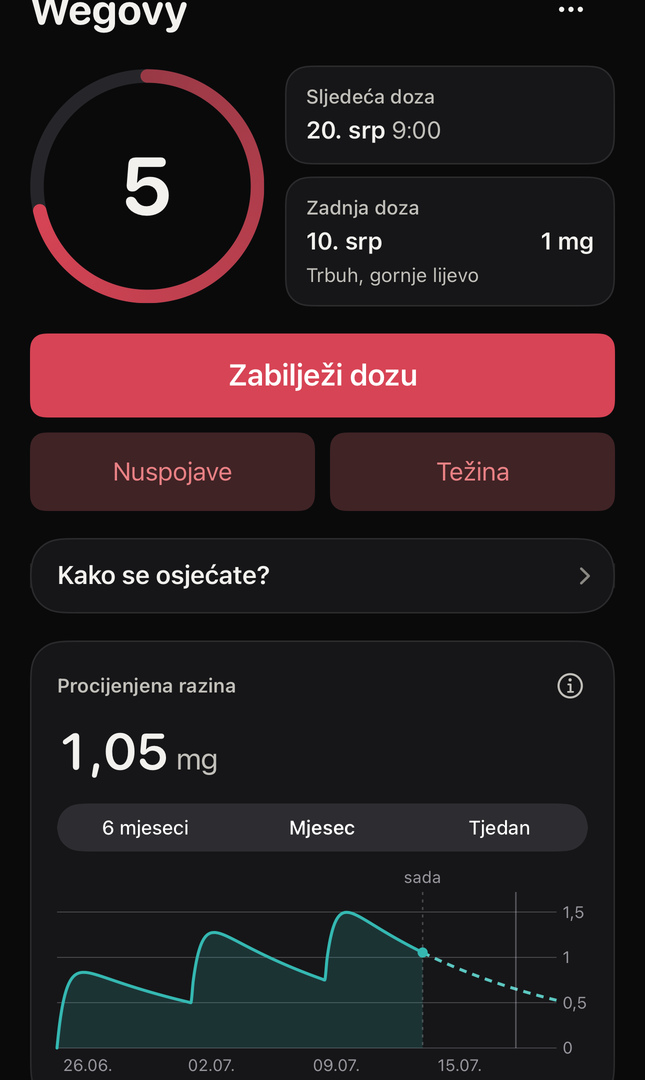 Wegovy
5
Sljedeća doza
20. srp 9:00
Zadnja doza
10. srp 1 mg
Trbuh, gornje lijevo
Zabilježi dozu
Nuspojave Težina
Kako se osjećate?
Procijenjena razina
1,05 mg
6 mjeseci Mjesec Tjedan
sada
1,5
1
0,5
0
26.06. 02.07. 09.07. 15.07.